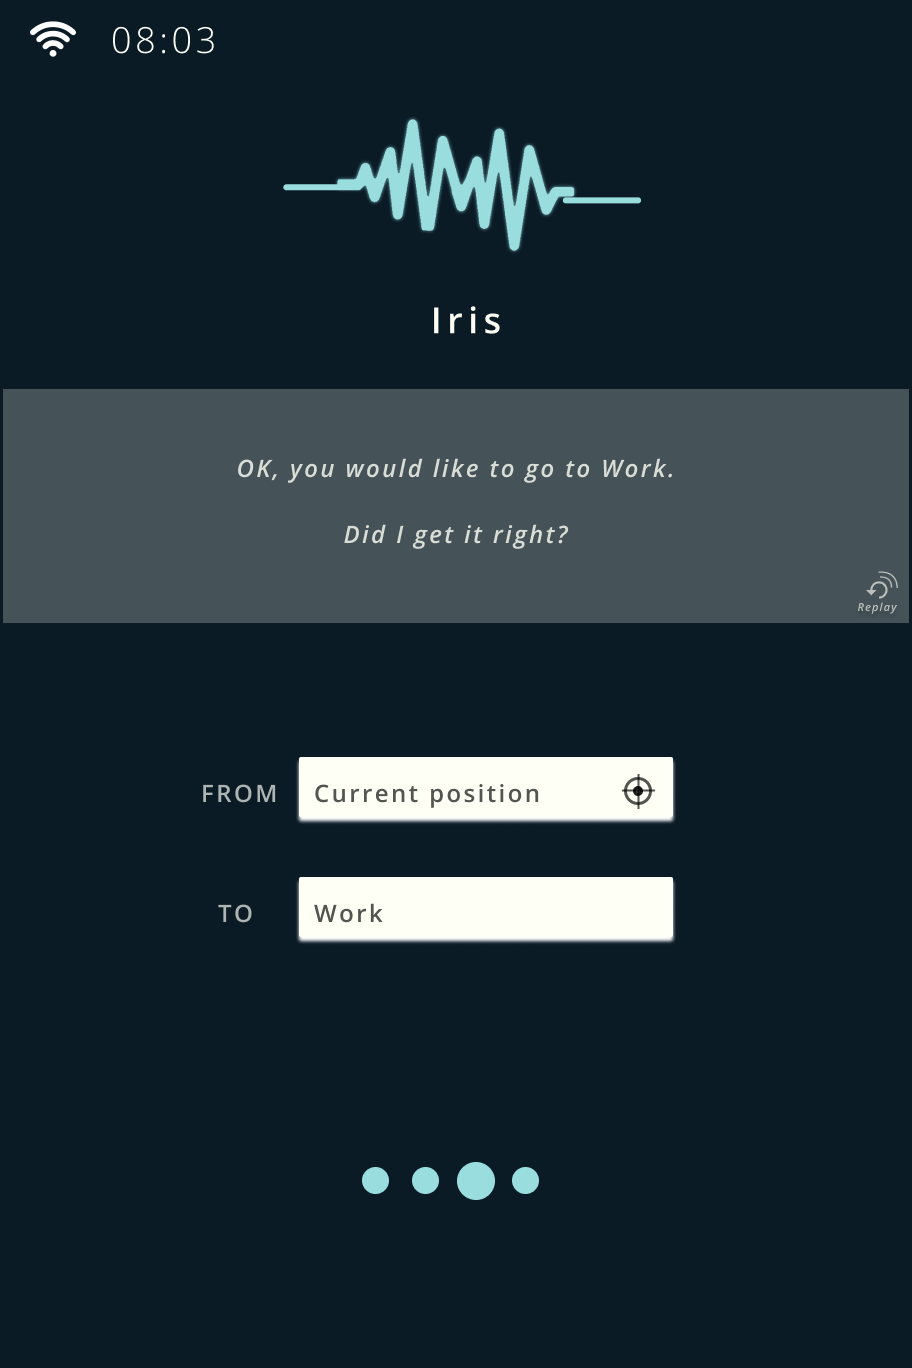 08:03
Iris
OK, you would like to go to Work.
Did I get it right?
Replay
FROM Current position
TO Work